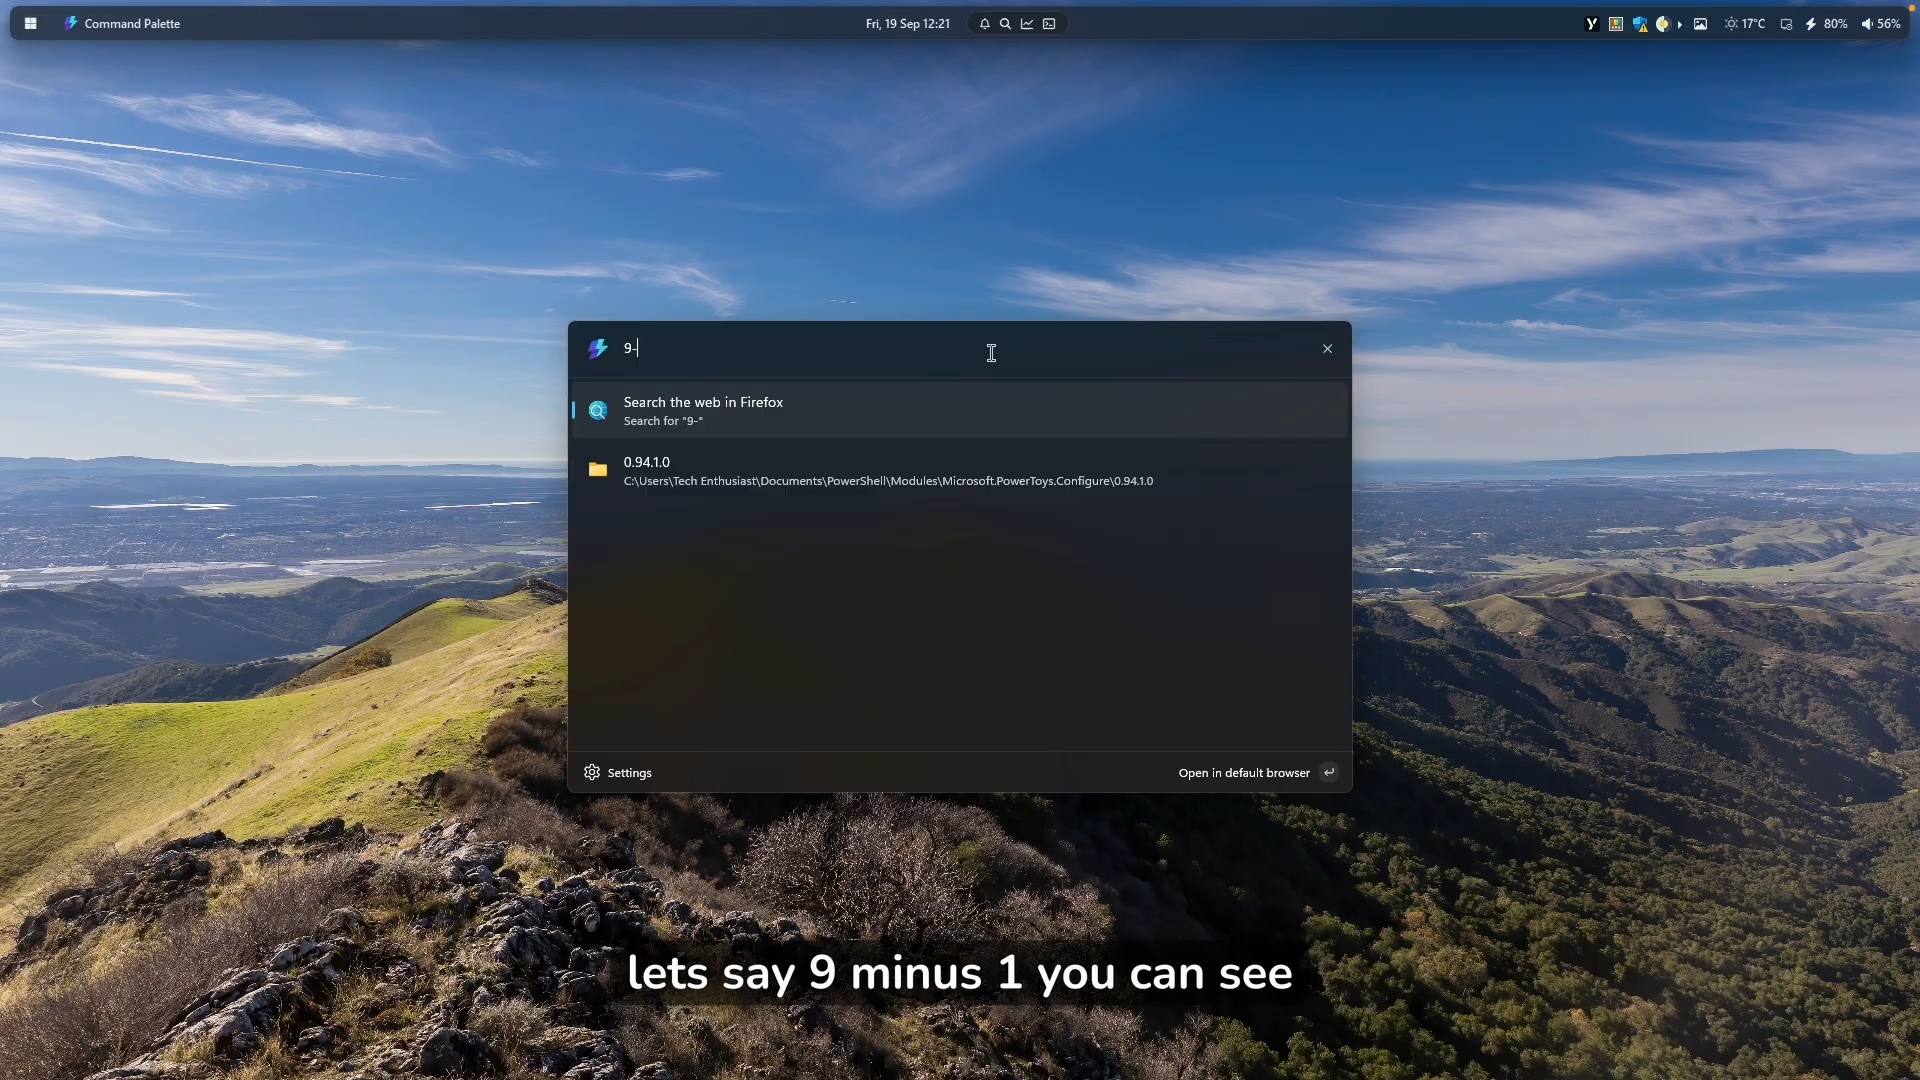 Command Palette
Fri, 19 Sep 12:21
17°C
80%
56%
9-
Search the web in Firefox
Search for "9-"
0.94.1.0
C:\Users\Tech Enthusiast\Documents\PowerShell\Modules\Microsoft.PowerToys.Configure\0.94.1.0
Settings
Open in default browser
lets say 9 minus 1 you can see